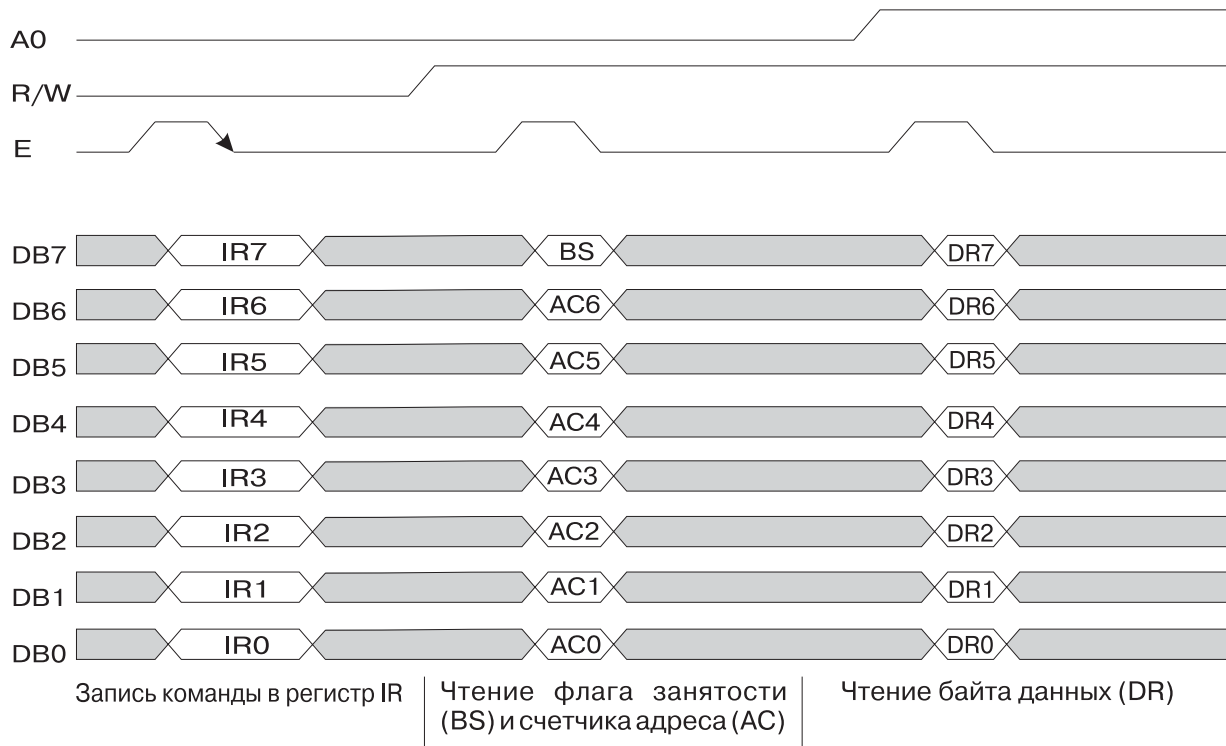 A0
R/W
E
DB7 IR7 BS DR7
DB6 IR6 AC6 DR6
DB5 IR5 AC5 DR5
DB4 IR4 AC4 DR4
DB3 IR3 AC3 DR3
DB2 IR2 AC2 DR2
DB1 IR1 AC1 DR1
DB0 IR0 AC0 DR0
Запись команды в регистр IR
Чтение флага занятости
(BS) и счетчика адреса (AC)
Чтение байта данных (DR)